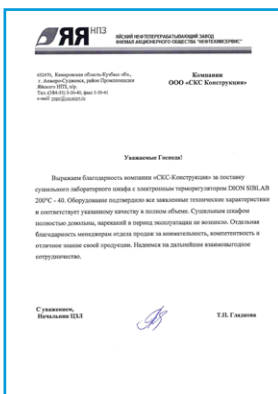 ЯЯ НПЗ
ЯЙСКИЙ НЕФТЕПЕРЕРАБАТЫВАЮЩИЙ ЗАВОД
ФИЛИАЛ АКЦИОНЕРНОГО ОБЩЕСТВА "НЕФТЕХИМСЕРВИС"
652470, Кемеровская область-Кузбасс обл.,
г. Анжеро-Судженск, район Промплощадки
Яйского НПЗ, стр.
Компания
ООО «СКС Конструкция»
Уважаемые Господа!
Выражаем благодарность компании «СКС-Конструкция» за поставку
сушильного лабораторного шкафа с электронным терморегулятором DION SIBLAB
200°С - 40. Оборудование подтвердило все заявленные технические характеристики
и соответствует указанному качеству в полном объеме. Сушильным шкафом
полностью довольны, нареканий в период эксплуатации не возникло. Отдельная
благодарность менеджерам отдела продаж за внимательность, компетентность и
отличное знание своей продукции. Надеемся на дальнейшее взаимовыгодное
сотрудничество.
С уважением,
Начальник ЦЗЛ
Т.П. Гладкова